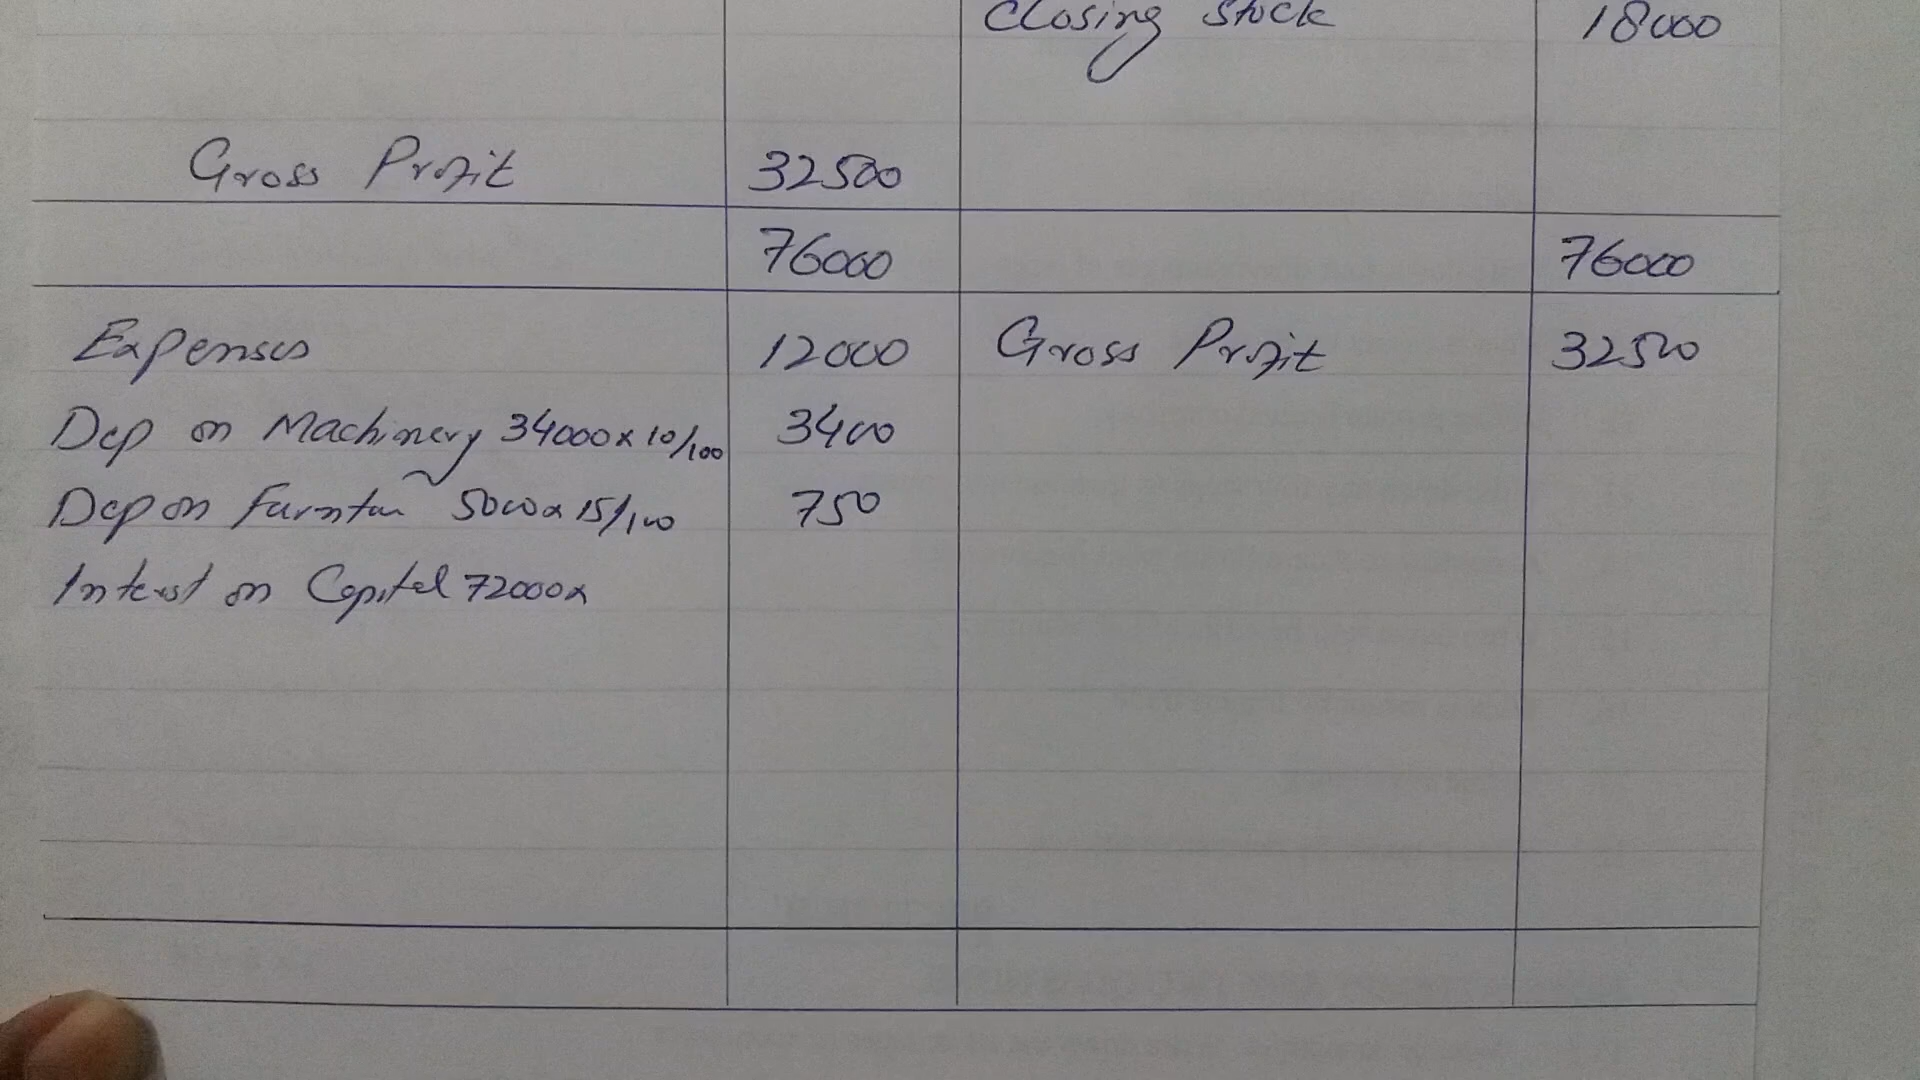 Closing Stock 18000
Gross Profit 32500
76000 76000
Expenses 12000 Gross Profit 32500
Dep on Machinery 34000x10/100 3400
Dep on 5000x15/100 750
Interest on Capital 72000x